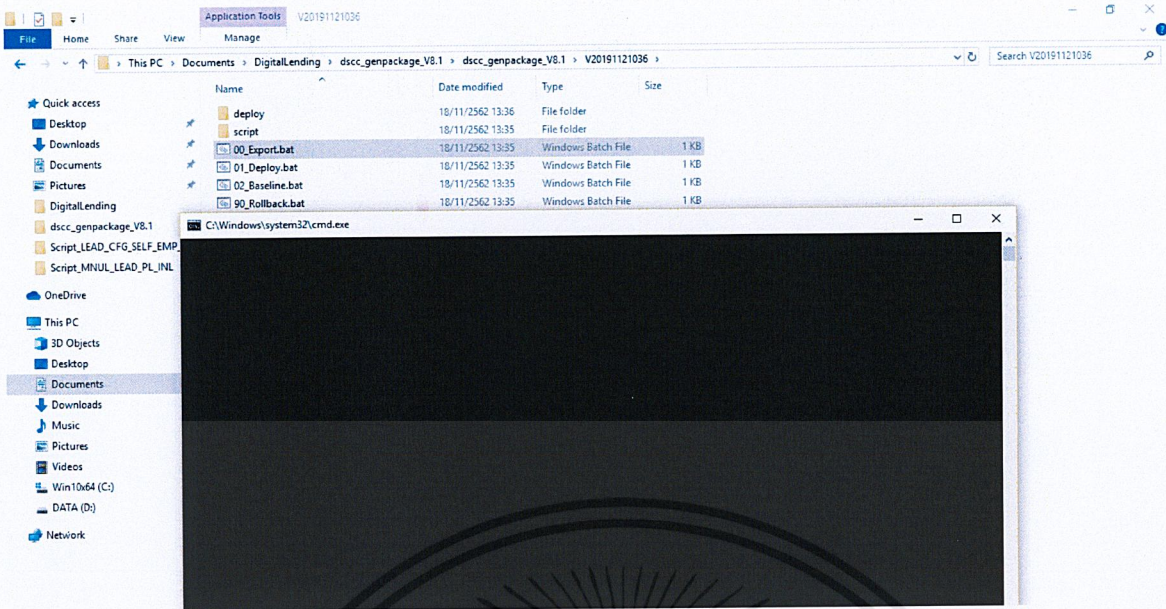 Application Tools V20191121036
File Home Share View Manage
This PC > Documents > DigitalLending > dscc_genpackage_V8.1 > dscc_genpackage_V8.1 > V20191121036 >
Search V20191121036
Name Date modified Type Size
Quick access
Desktop
Downloads
Documents
Pictures
DigitalLending
dscc_genpackage_V8.1
Script_LEAD_CFG_SELF_EMP_
Script_MNUL_LEAD_PL_INL
OneDrive
This PC
3D Objects
Desktop
Documents
Downloads
Music
Pictures
Videos
Win10x64 (C:)
DATA (D:)
Network
deploy 18/11/2562 13:36 File folder
script 18/11/2562 13:35 File folder
00_Export.bat 18/11/2562 13:35 Windows Batch File 1 KB
01_Deploy.bat 18/11/2562 13:35 Windows Batch File 1 KB
02_Baseline.bat 18/11/2562 13:35 Windows Batch File 1 KB
90_Rollback.bat 18/11/2562 13:35 Windows Batch File 1 KB
C:\Windows\system32\cmd.exe